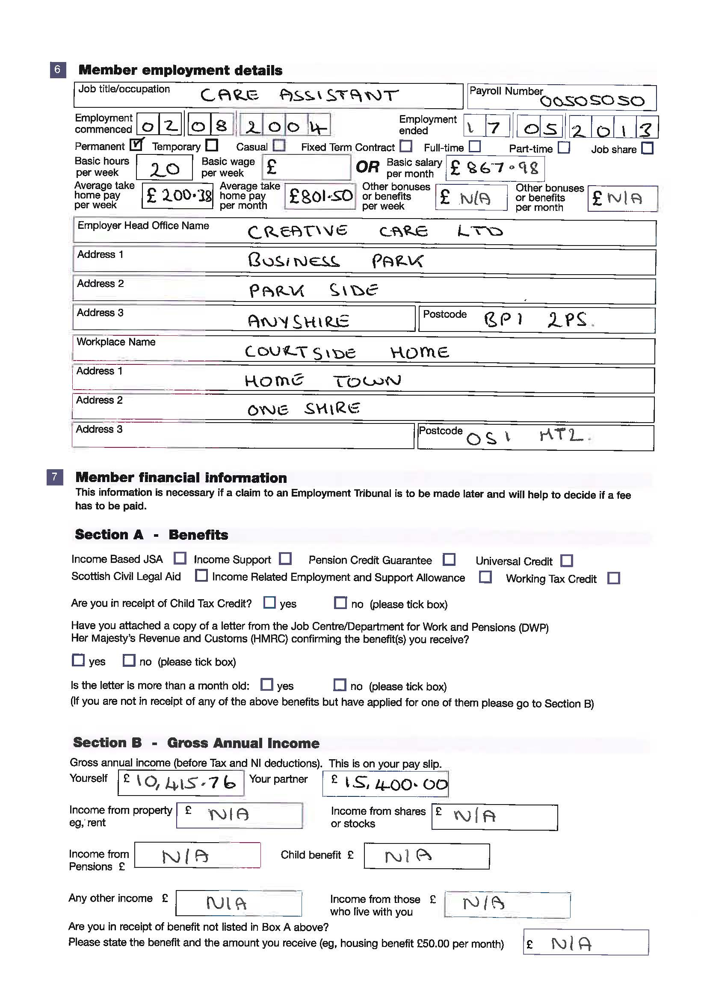 6 Member employment details
Job title/occupation CARE ASSISTANT Payroll Number 00505050
Employment commenced 02 08 2004 Employment ended 17 05 2013
Permanent ✓ Temporary Casual Fixed Term Contract Full-time Part-time Job share
Basic hours per week 20 Basic wage per week £ OR Basic salary per month £ 867.98
Average take home pay per week £ 200.38 Average take home pay per month £801.50 Other bonuses or benefits per week £ N/A Other bonuses or benefits per month £ N/A
Employer Head Office Name CREATIVE CARE LTD
Address 1 BUSINESS PARK
Address 2 PARK SIDE
Address 3 ANYSHIRE Postcode BP1 2PS.
Workplace Name COURTSIDE HOME
Address 1 HOME TOWN
Address 2 ONE SHIRE
Address 3 Postcode OS1 HT2.
7 Member financial information
This information is necessary if a claim to an Employment Tribunal is to be made later and will help to decide if a fee
has to be paid.
Section A - Benefits
Income Based JSA Income Support Pension Credit Guarantee Universal Credit
Scottish Civil Legal Aid Income Related Employment and Support Allowance Working Tax Credit
Are you in receipt of Child Tax Credit? yes no (please tick box)
Have you attached a copy of a letter from the Job Centre/Department for Work and Pensions (DWP)
Her Majesty's Revenue and Customs (HMRC) confirming the benefit(s) you receive?
yes no (please tick box)
Is the letter is more than a month old: yes no (please tick box)
(If you are not in receipt of any of the above benefits but have applied for one of them please go to Section B)
Section B - Gross Annual Income
Gross annual income (before Tax and NI deductions). This is on your pay slip.
Yourself £ 10,415.76 Your partner £ 15,400.00
Income from property eg, rent £ N/A Income from shares or stocks £ N/A
Income from Pensions £ N/A Child benefit £ N/A
Any other income £ N/A Income from those who live with you £ N/A
Are you in receipt of benefit not listed in Box A above?
Please state the benefit and the amount you receive (eg, housing benefit £50.00 per month) £ N/A